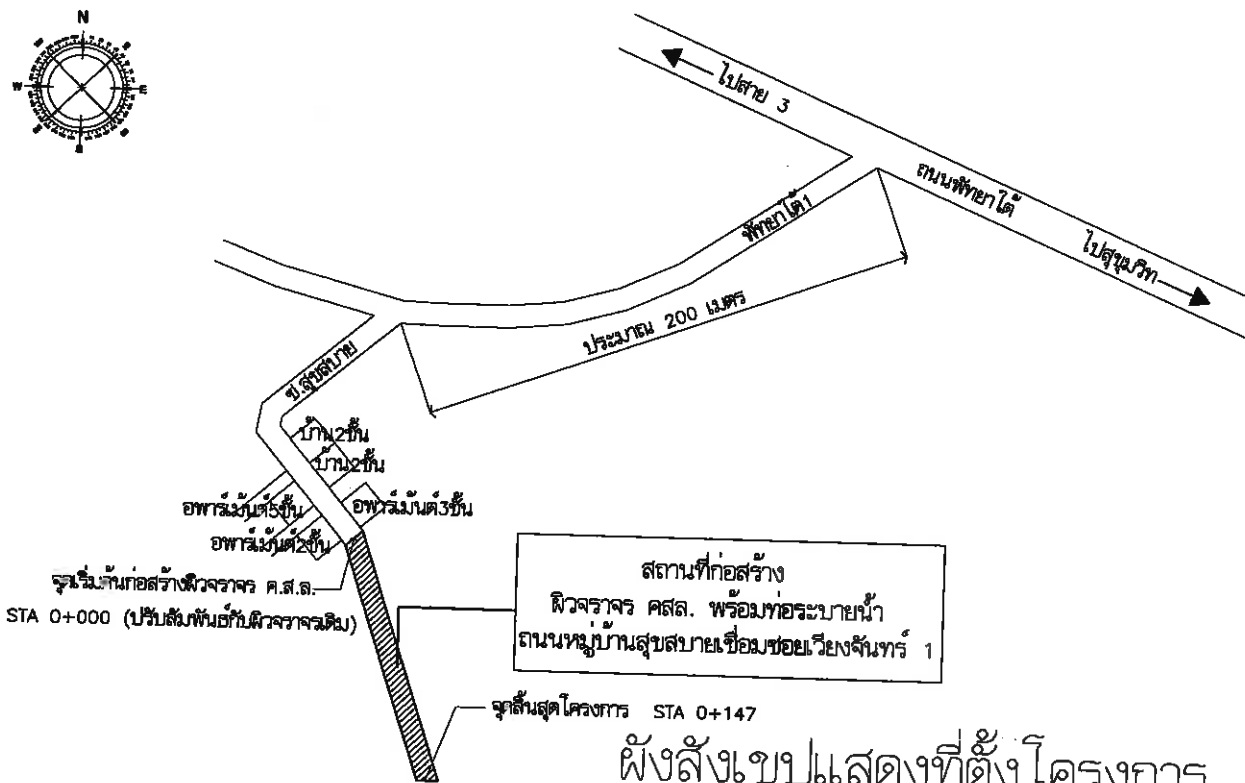 N
W
E
S
ไปสาย 3
ถนนพัทยาใต้
ไปสุขุมวิท
พัทยาใต้1
ประมาณ 200 เมตร
ซ.สุขสบาย
บ้าน2ชั้น
บ้าน2ชั้น
อพาร์เม้นต์5ชั้น
อพาร์เม้นต์3ชั้น
อพาร์เม้นต์2ชั้น
จุดเริ่มต้นก่อสร้างผิวจราจร ค.ส.ล.
STA 0+000 (ปรับสัมพันธ์กับผิวจราจรเดิม)
สถานที่ก่อสร้าง
ผิวจราจร คสล. พร้อมท่อระบายน้ำ
ถนนหมู่บ้านสุขสบายเชื่อมซอยเวียงจันทร์ 1
จุดสิ้นสุดโครงการ STA 0+147
ผังสังเขปแสดงที่ตั้งโครงการ